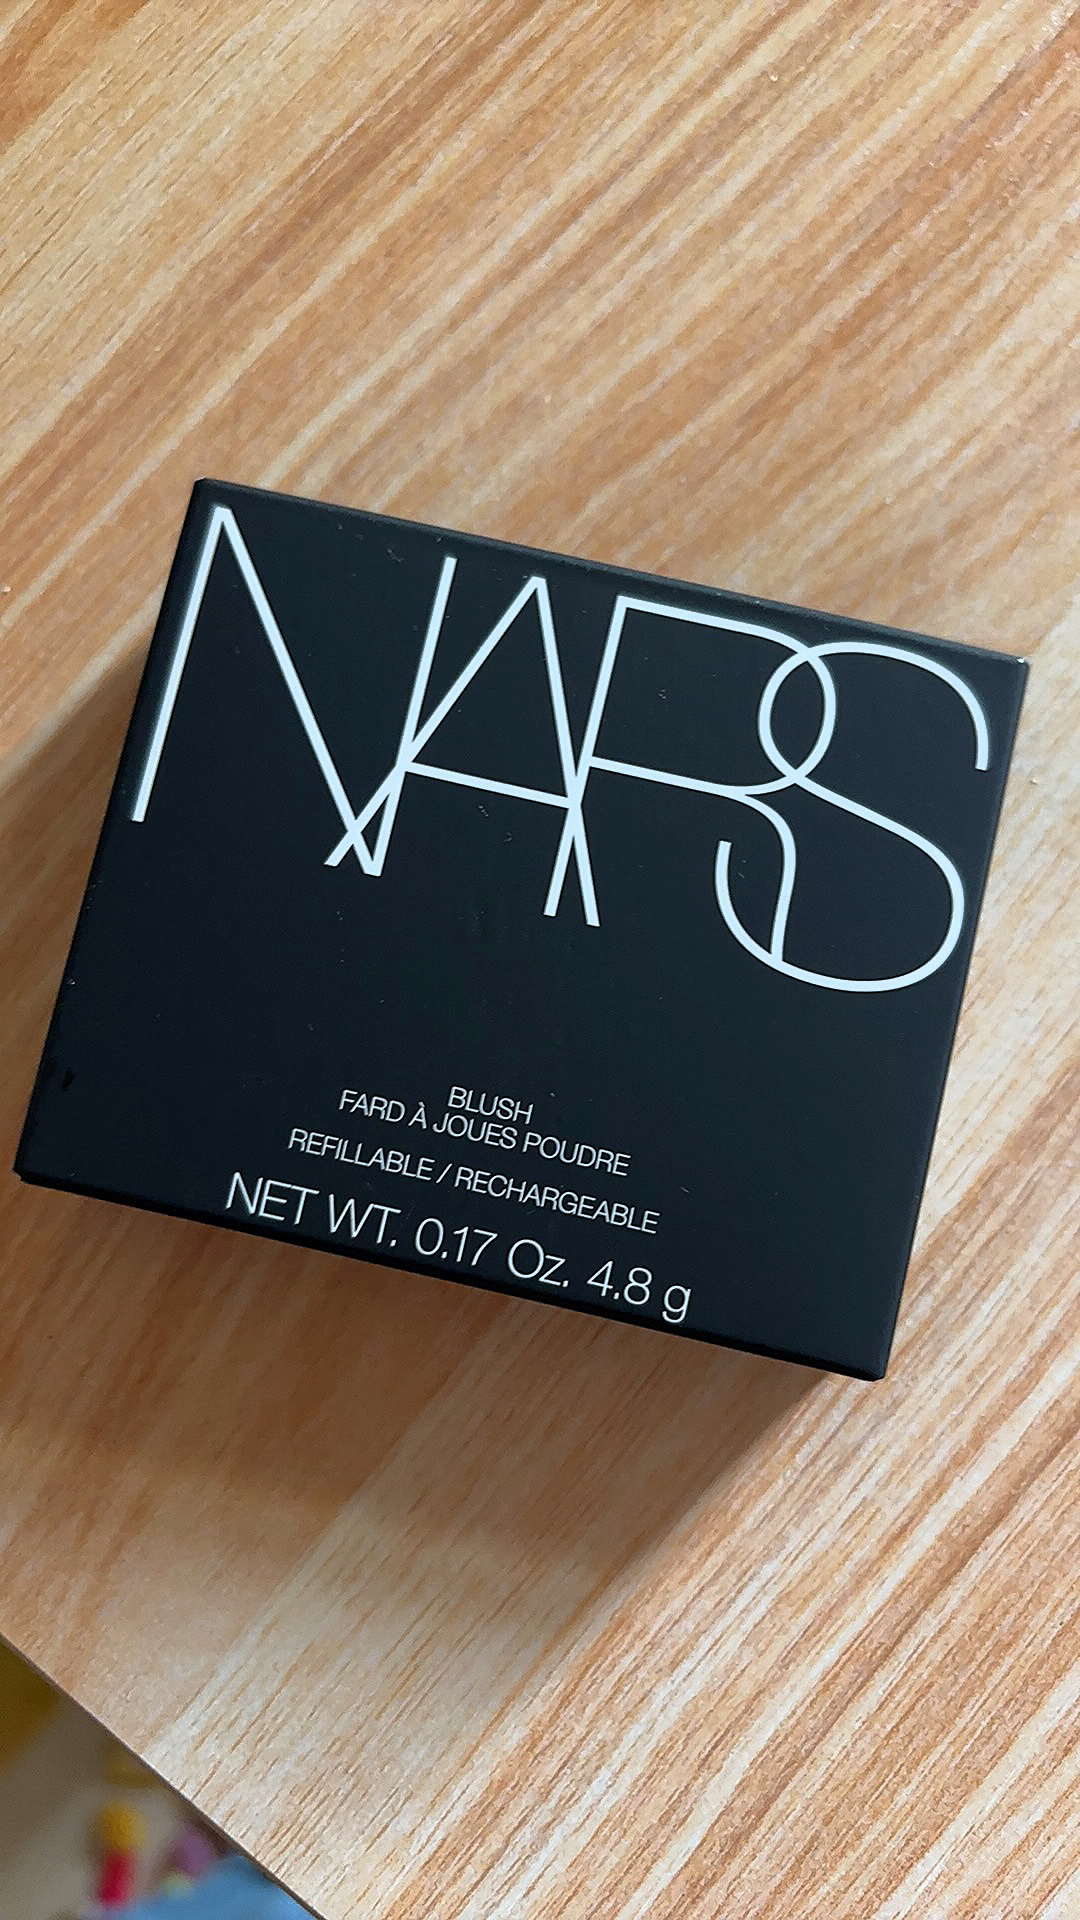 NARS
BLUSH
FARD À JOUES POUDRE
REFILLABLE / RECHARGEABLE
NET WT. 0.17 Oz. 4.8 g